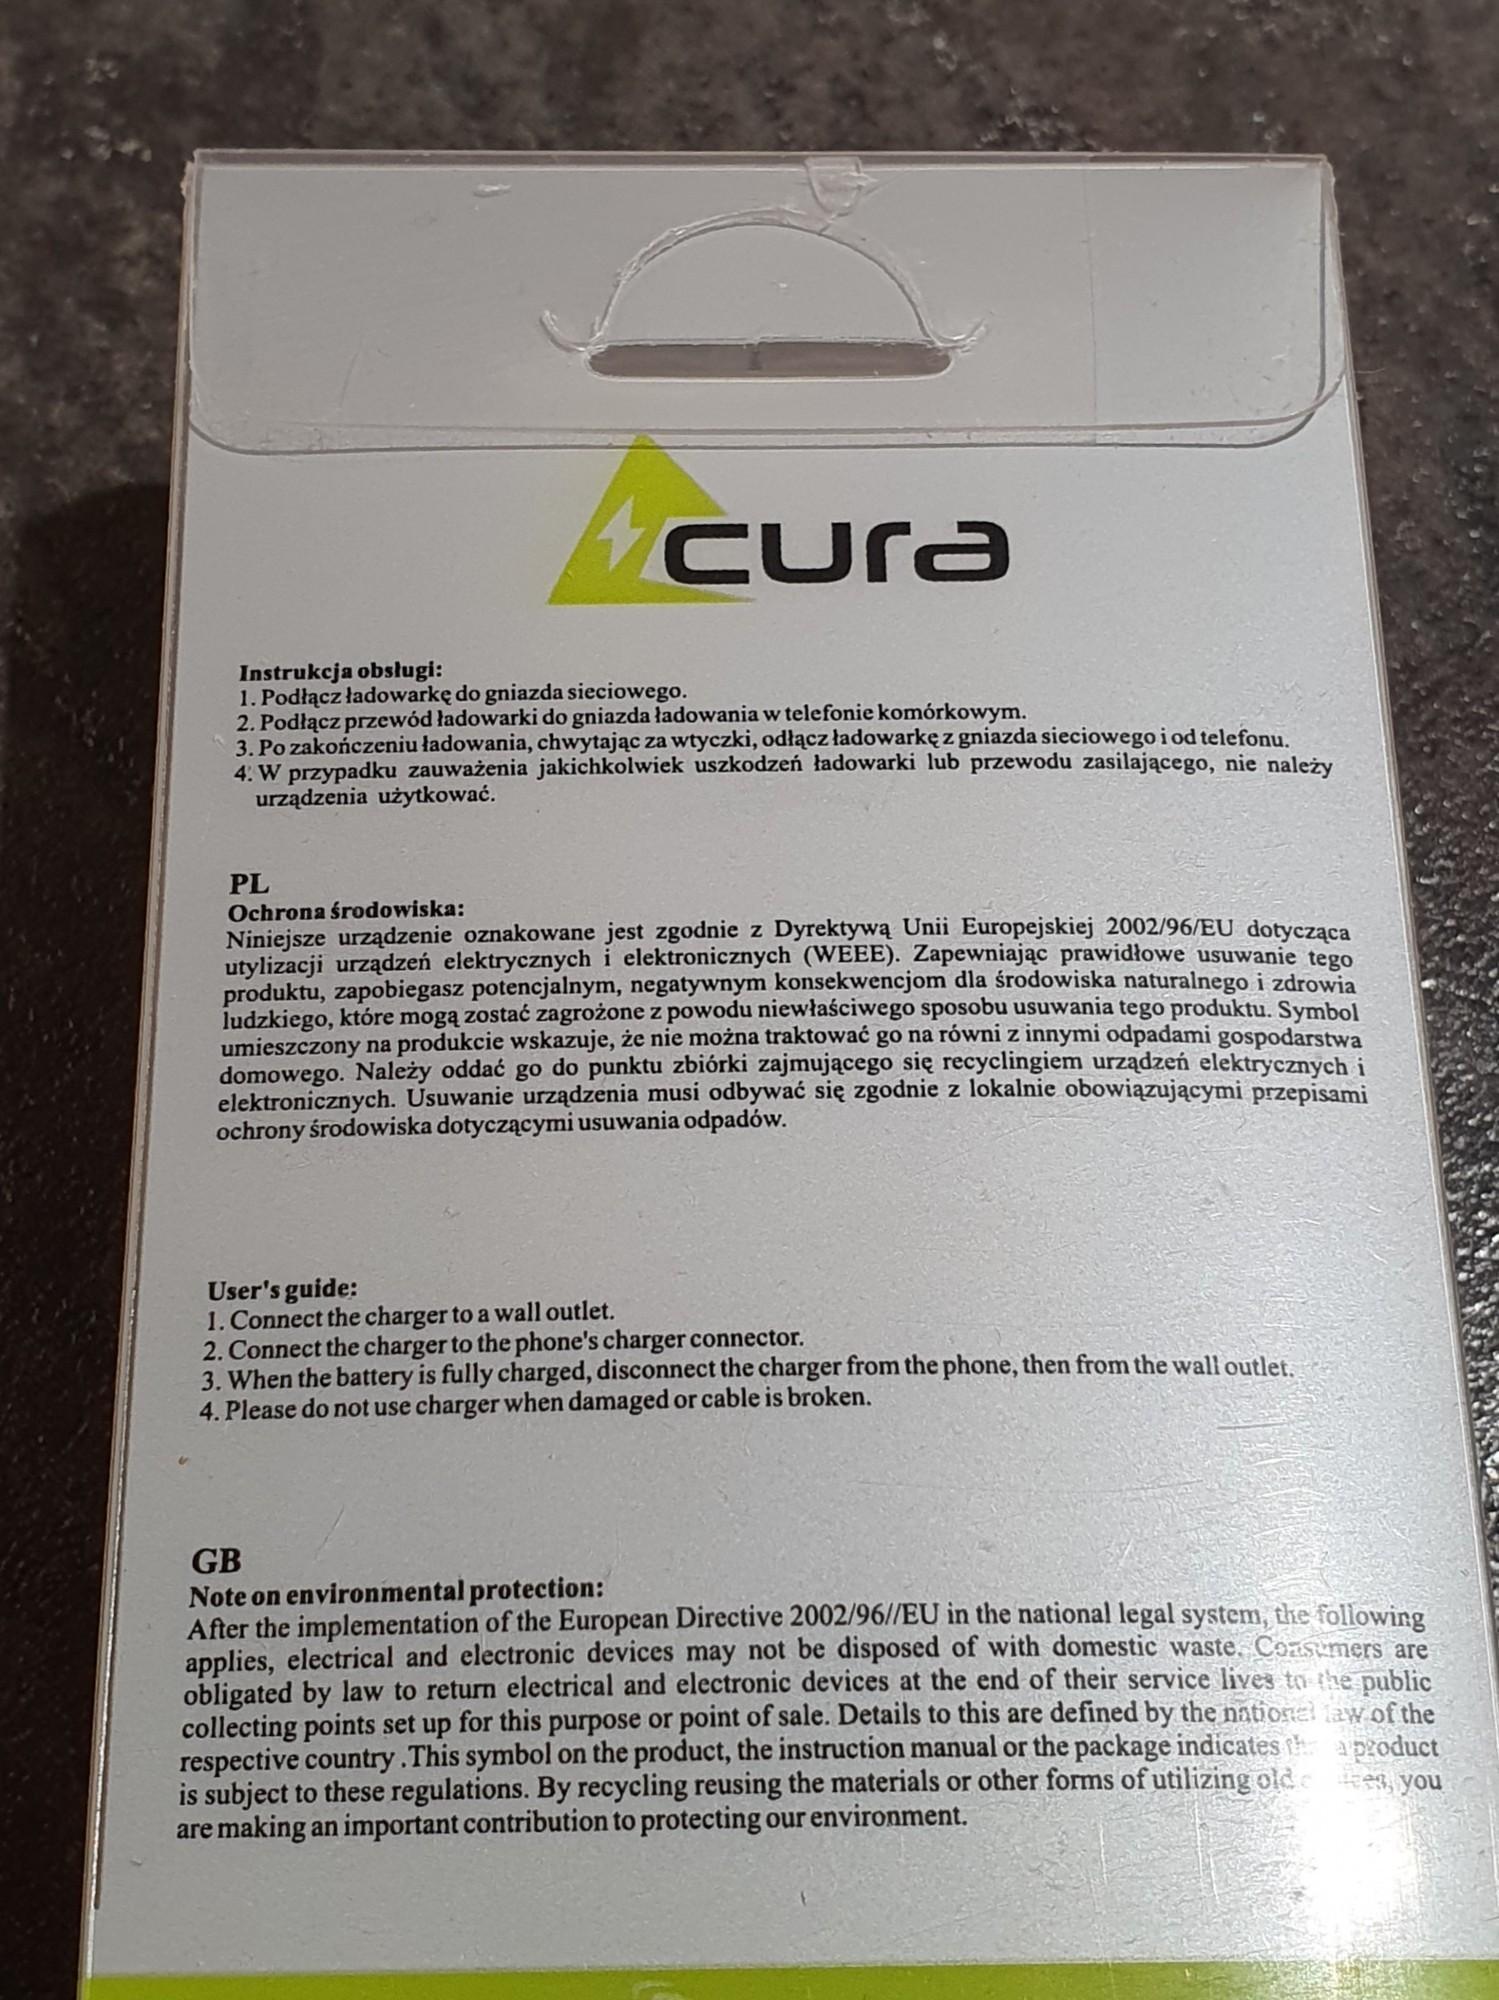 Acura
Instrukcja obsługi:
1. Podłącz ładowarkę do gniazda sieciowego.
2. Podłącz przewód ładowarki do gniazda ładowania w telefonie komórkowym.
3. Po zakończeniu ładowania, chwytając za wtyczki, odłącz ładowarkę z gniazda sieciowego i od telefonu.
4. W przypadku zauważenia jakichkolwiek uszkodzeń ładowarki lub przewodu zasilającego, nie należy
urządzenia użytkować.
PL
Ochrona środowiska:
Niniejsze urządzenie oznakowane jest zgodnie z Dyrektywą Unii Europejskiej 2002/96/EU dotycząca
utylizacji urządzeń elektrycznych i elektronicznych (WEEE). Zapewniając prawidłowe usuwanie tego
produktu, zapobiegasz potencjalnym, negatywnym konsekwencjom dla środowiska naturalnego i zdrowia
ludzkiego, które mogą zostać zagrożone z powodu niewłaściwego sposobu usuwania tego produktu. Symbol
umieszczony na produkcie wskazuje, że nie można traktować go na równi z innymi odpadami gospodarstwa
domowego. Należy oddać go do punktu zbiórki zajmującego się recyclingiem urządzeń elektrycznych i
elektronicznych. Usuwanie urządzenia musi odbywać się zgodnie z lokalnie obowiązującymi przepisami
ochrony środowiska dotyczącymi usuwania odpadów.
User's guide:
1. Connect the charger to a wall outlet.
2. Connect the charger to the phone's charger connector.
3. When the battery is fully charged, disconnect the charger from the phone, then from the wall outlet.
4. Please do not use charger when damaged or cable is broken.
GB
Note on environmental protection:
After the implementation of the European Directive 2002/96//EU in the national legal system, the following
applies, electrical and electronic devices may not be disposed of with domestic waste. Consumers are
obligated by law to return electrical and electronic devices at the end of their service lives to the public
collecting points set up for this purpose or point of sale. Details to this are defined by the national law of the
respective country .This symbol on the product, the instruction manual or the package indicates a product
is subject to these regulations. By recycling reusing the materials or other forms of utilizing old you
are making an important contribution to protecting our environment.